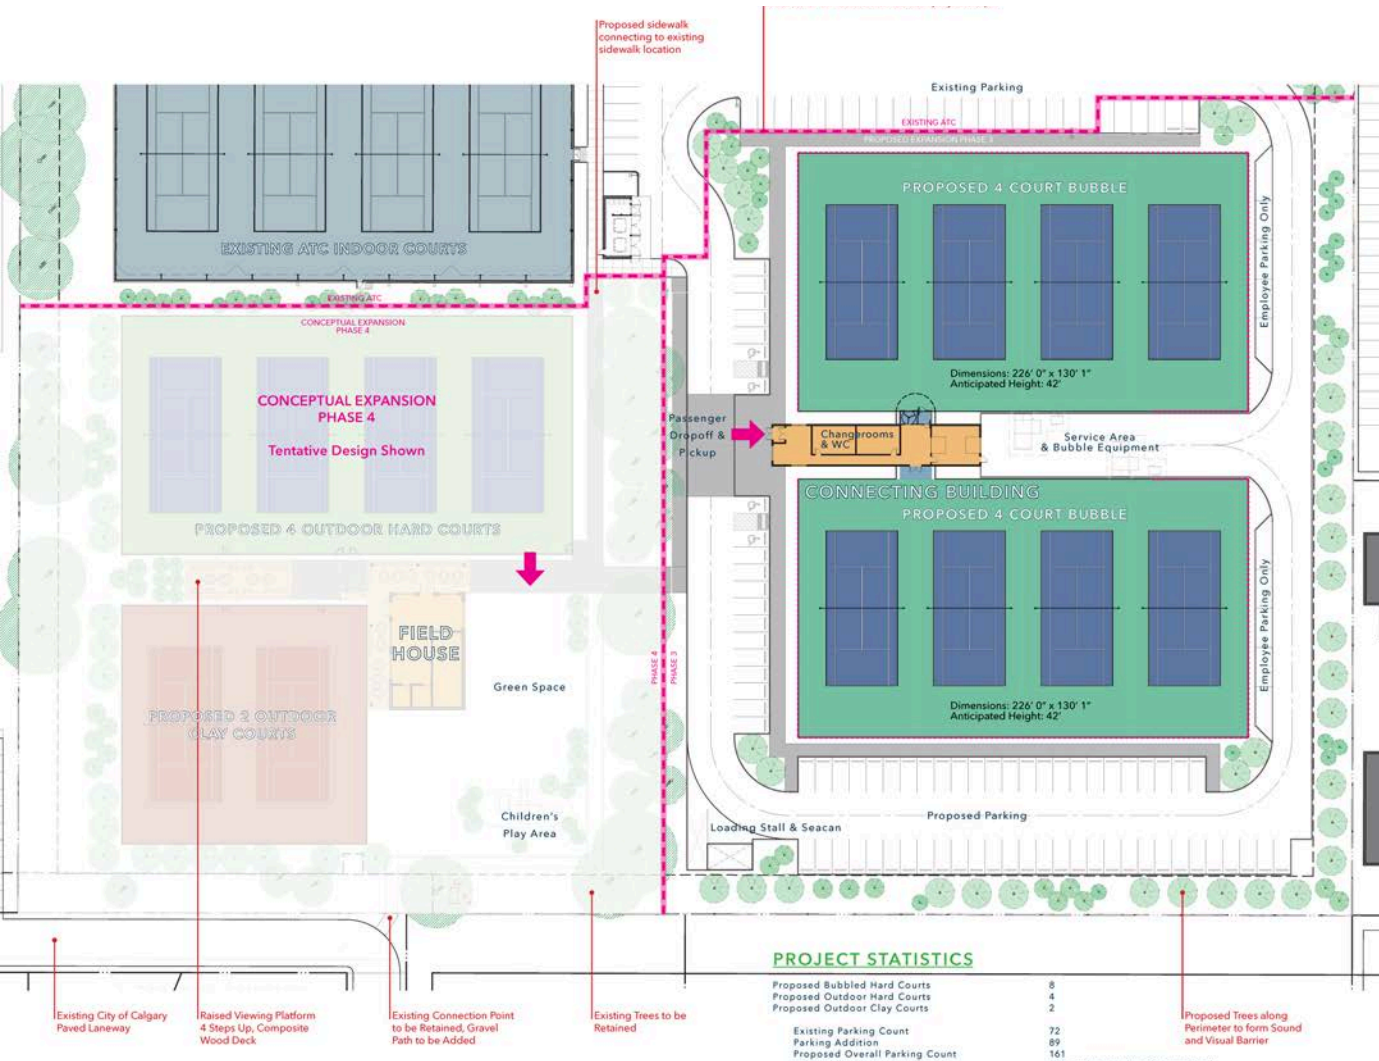 Proposed sidewalk
connecting to existing
sidewalk location
Existing Parking
EXISTING ATC
PROPOSED EXPANSION PHASE 3
PROPOSED 4 COURT BUBBLE
Employee Parking Only
EXISTING ATC INDOOR COURTS
EXISTING ATC
CONCEPTUAL EXPANSION
PHASE 4
Dimensions: 226' 0" x 130' 1"
Anticipated Height: 42'
CONCEPTUAL EXPANSION
PHASE 4
Tentative Design Shown
Passenger
Dropoff &
Pickup
Changerooms
& WC
Service Area
& Bubble Equipment
CONNECTING BUILDING
PROPOSED 4 COURT BUBBLE
PROPOSED 4 OUTDOOR HARD COURTS
Employee Parking Only
FIELD
HOUSE
PHASE 4
PHASE 3
Green Space
Dimensions: 226' 0" x 130' 1"
Anticipated Height: 42'
PROPOSED 2 OUTDOOR
CLAY COURTS
Children's
Play Area
Proposed Parking
Loading Stall & Seacan
PROJECT STATISTICS
Proposed Bubbled Hard Courts 8
Proposed Outdoor Hard Courts 4
Proposed Outdoor Clay Courts 2
Existing Parking Count 72
Parking Addition 89
Proposed Overall Parking Count 161
Existing City of Calgary
Paved Laneway
Raised Viewing Platform
4 Steps Up, Composite
Wood Deck
Existing Connection Point
to be Retained, Gravel
Path to be Added
Existing Trees to be
Retained
Proposed Trees along
Perimeter to form Sound
and Visual Barrier